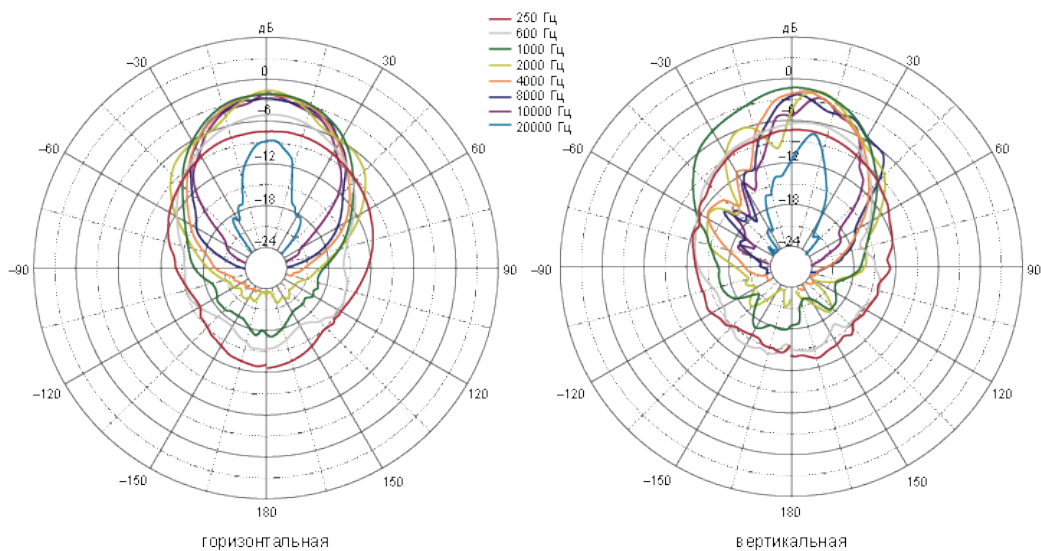 250 Гц
600 Гц
1000 Гц
2000 Гц
4000 Гц
8000 Гц
10000 Гц
20000 Гц
дБ
0
–6
–12
–18
–24
–30
30
–60
60
–90
90
–120
120
–150
150
180
горизонтальная
дБ
0
–6
–12
–18
–24
–30
30
–60
60
–90
90
–120
120
–150
150
180
вертикальная